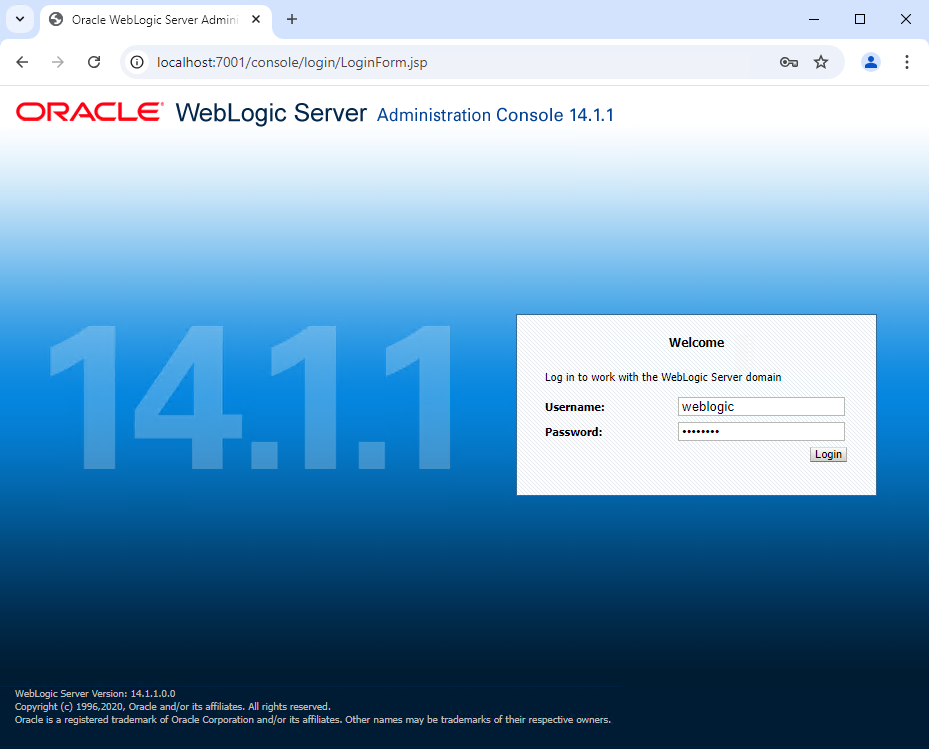 Oracle WebLogic Server Admini
localhost:7001/console/login/LoginForm.jsp
ORACLE WebLogic Server Administration Console 14.1.1
14.1.1
Welcome
Log in to work with the WebLogic Server domain
Username: weblogic
Password: ••••••••
Login
WebLogic Server Version: 14.1.1.0.0
Copyright (c) 1996,2020, Oracle and/or its affiliates. All rights reserved.
Oracle is a registered trademark of Oracle Corporation and/or its affiliates. Other names may be trademarks of their respective owners.